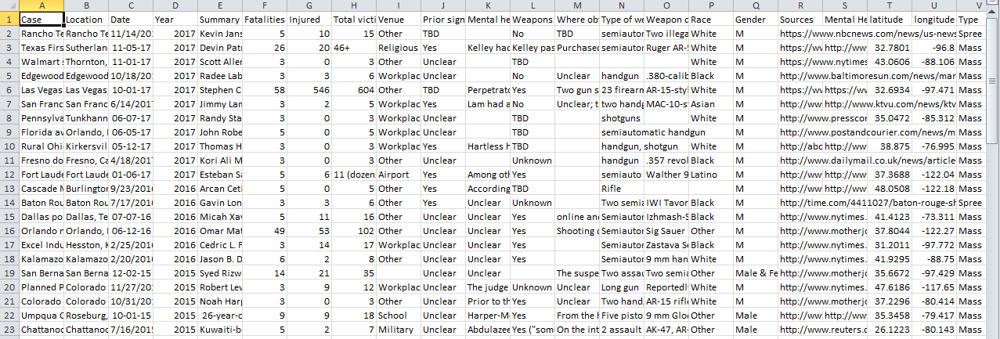 A B C D E F G H I J K L M N O P Q R S T U V
1 Case Location Date Year Summary Fatalities Injured Total victi Venue Prior sign Mental he Weapons Where ob Type of we Weapon d Race Gender Sources Mental He latitude longitude Type
2 Rancho Te Rancho Te 11/14/20 2017 Kevin Jans 5 10 15 Other TBD No TBD semiautor Two illega White M https://www.nbcnews.com/news/us-news Spree
3 Texas Firs Sutherlan 11-05-17 2017 Devin Pat 26 20 46+ Religious Yes Kelley had Kelley pas Purchased semiautor Ruger AR- White M https://ww http://ww 32.7801 -96.8 Mass
4 Walmart s Thornton, 11-01-17 2017 Scott Aller 3 0 3 Other Unclear TBD White M https://www.nytimes 43.0606 -88.106 Mass
5 Edgewood Edgewood 10/18/20 2017 Radee Lab 3 3 6 Workplac Unclear No Unclear handgun .380-calib Black M http://www.baltimoresun.com/news/mar Mass
6 Las Vegas Las Vegas 10-01-17 2017 Stephen C 58 546 604 Other TBD Perpetrato Yes Two gun s 23 firearm AR-15-styl White M https://ww https://ww 32.6934 -97.471 Mass
7 San Franc San Franc 6/14/201 2017 Jimmy Lan 3 2 5 Workplac Yes Lam had a No Unclear; t two handg MAC-10-s Asian M http://ww http://www.ktvu.com/news/ktv Mass
8 Pennsylva Tunkhann 06-07-17 2017 Randy Sta 3 0 3 Workplac Unclear TBD shotguns White M http://www.pressco 35.0472 -85.312 Mass
9 Florida aw Orlando, F 06-05-17 2017 John Robe 5 0 5 Workplac Unclear TBD semiautomatic handgun M http://www.postandcourier.com/news/m Mass
10 Rural Ohi Kirkersvil 05-12-17 2017 Thomas H 3 0 3 Workplac Yes Hartless h TBD handgun, shotgun White M http://abc http://ww 38.875 -76.995 Mass
11 Fresno do Fresno, Ca 4/18/201 2017 Kori Ali M 3 0 3 Other Unclear Unknown handgun .357 revol Black M http://www.dailymail.co.uk/news/article Mass
12 Fort Laude Fort Laude 01-06-17 2017 Esteban Sa 5 6 11 (dozen Airport Yes Among oth Yes semiauto Walther 9 Latino M http://ww http://ww 37.3688 -122.04 Mass
13 Cascade M Burlington 9/23/201 2016 Arcan Ceti 5 0 5 Other Yes According TBD Rifle M http://ww http://ww 48.0508 -122.18 Mass
14 Baton Rou Baton Rou 7/17/201 2016 Gavin Lon 3 3 6 Other Yes Unclear Unknown Two semia IWI Tavor Black M http://time.com/4411027/baton-rouge-sh Spree
15 Dallas po Dallas, Te 07-07-16 2016 Micah Xav 5 11 16 Other Unclear Unclear Yes online and Semiautor Izhmash-S Black M http://www.nytimes. 41.4123 -73.311 Mass
16 Orlando n Orlando, F 06-12-16 2016 Omar Mat 49 53 102 Other Unclear Unclear Yes Shooting c Semiautor Sig Sauer Other M http://www.motherjo 37.8044 -122.27 Mass
17 Excel Indu Hesston, K 2/25/201 2016 Cedric L. F 3 14 17 Workplac Unclear Unclear Yes Semiautor Zastava Se Black M http://www.nytimes. 31.2011 -97.772 Mass
18 Kalamazo Kalamazo 2/20/201 2016 Jason B. D 6 2 8 Other Unclear Unclear Yes Semiautor 9 mm han White M http://www.nytimes. 41.9295 -88.75 Mass
19 San Berna San Berna 12-02-15 2015 Syed Rizw 14 21 35 Unclear Unclear The suspe Two assau Two semia Other Male & Fe http://www.motherjo 35.6672 -97.429 Mass
20 Planned P Colorado 11/27/20 2015 Robert Lew 3 9 12 Workplac Unclear The judge Unknown Unclear Long gun Reportedly White M http://www.motherjo 47.6186 -117.65 Mass
21 Colorado Colorado 10/31/20 2015 Noah Harp 3 0 3 Other Unclear Prior to th Yes Unclear Two hand AR-15 rifle White M http://www.motherjo 37.2296 -80.414 Mass
22 Umpqua C Roseburg, 10-01-15 2015 26-year-o 9 9 18 School Unclear Harper-Me Yes From the h Five pistol 9 mm Gloc Other Male http://ww http://ww 35.3458 -79.417 Mass
23 Chattanoo Chattanoo 7/16/2015 2015 Kuwaiti-b 5 2 7 Military Unclear Abdulazee Yes ("som On the int 2 assault AK-47, AR- Other Male http://www.reuters.c 26.1223 -80.143 Mass